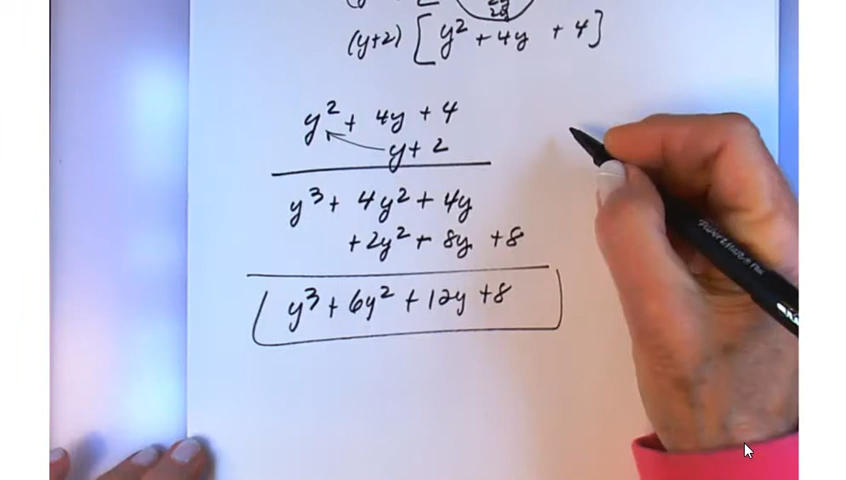 (y+2) [y² + 4y + 4]
y² + 4y + 4
y + 2
y³ + 4y² + 4y
+ 2y² + 8y + 8
y³ + 6y² + 12y + 8